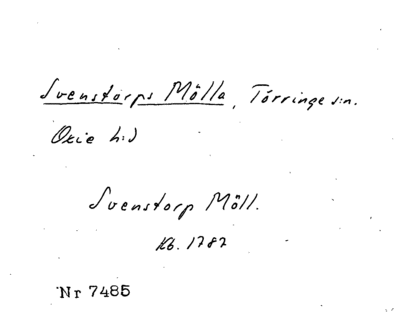 Svenstorps Mölla, Törringe s:n.
Oxie h:d
Svenstorp Möll.
Kb. 1787
Nr 7485